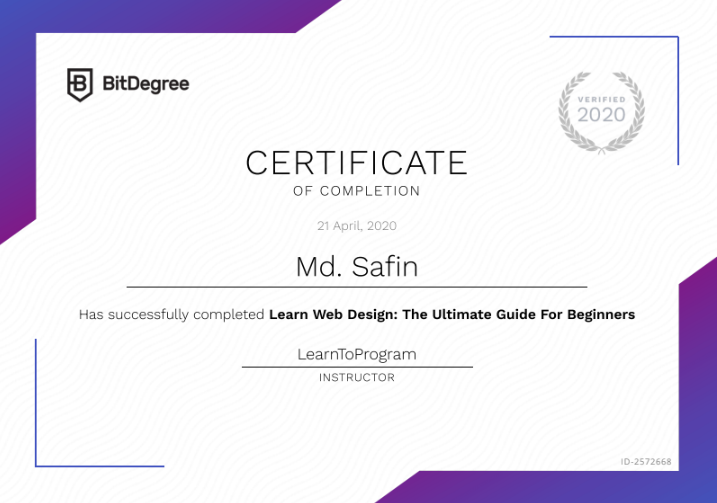 BitDegree
VERIFIED
2020
CERTIFICATE
OF COMPLETION
21 April, 2020
Md. Safin
Has successfully completed Learn Web Design: The Ultimate Guide For Beginners
LearnToProgram
INSTRUCTOR
ID-2572668